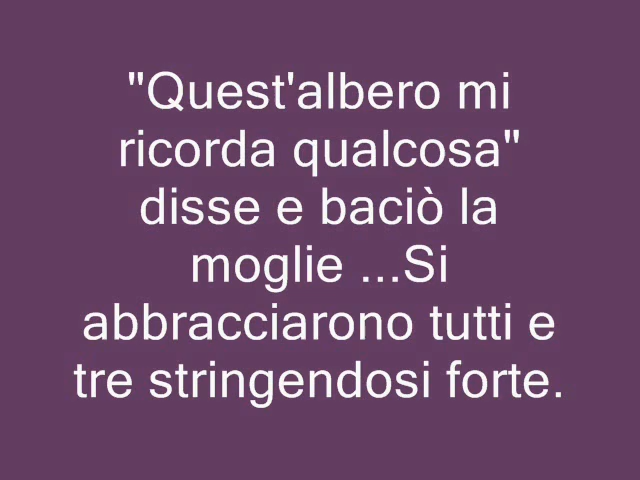 "Quest'albero mi
ricorda qualcosa"
disse e baciò la
moglie ...Si
abbracciarono tutti e
tre stringendosi forte.